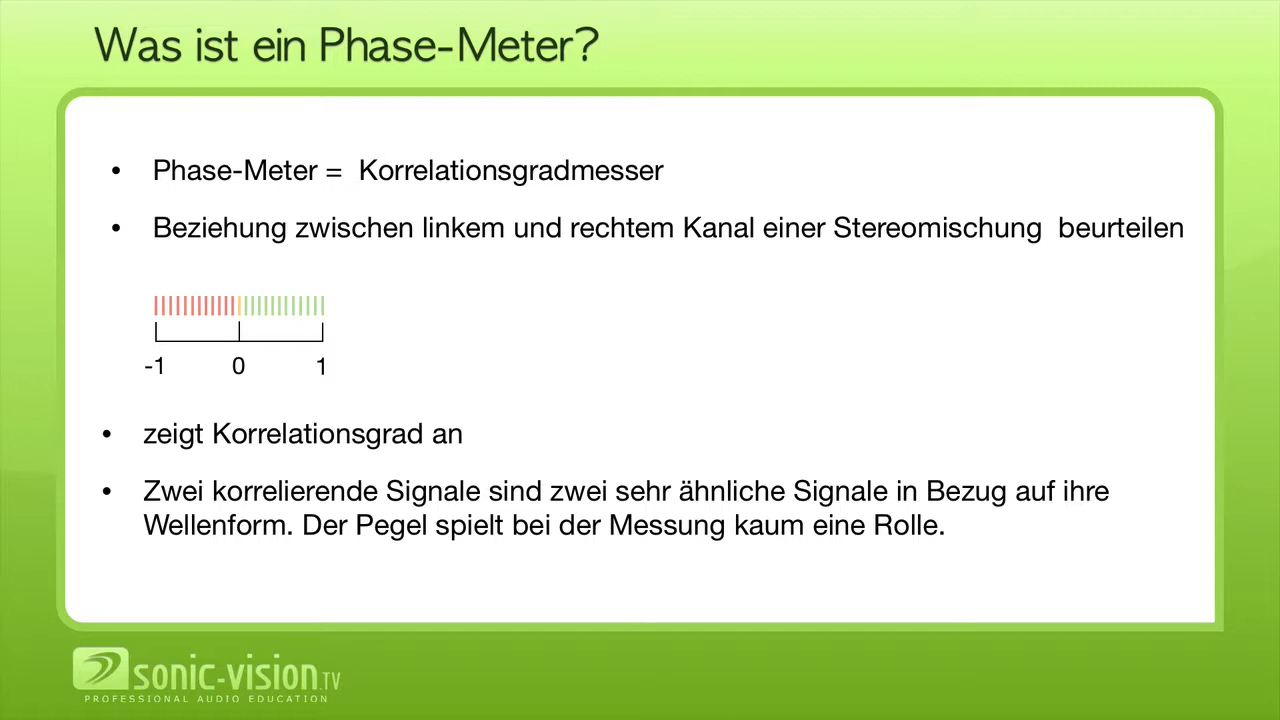 Was ist ein Phase-Meter?
• Phase-Meter = Korrelationsgradmesser
• Beziehung zwischen linkem und rechtem Kanal einer Stereomischung beurteilen
-1 0 1
• zeigt Korrelationsgrad an
• Zwei korrelierende Signale sind zwei sehr ähnliche Signale in Bezug auf ihre
Wellenform. Der Pegel spielt bei der Messung kaum eine Rolle.
sonic-vision.TV
PROFESSIONAL AUDIO EDUCATION